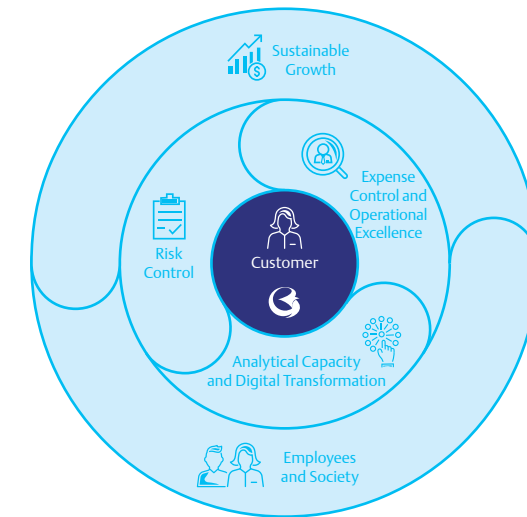 Sustainable
Growth
Expense
Control and
Operational
Excellence
Risk
Control
Customer
Analytical Capacity
and Digital Transformation
Employees
and Society